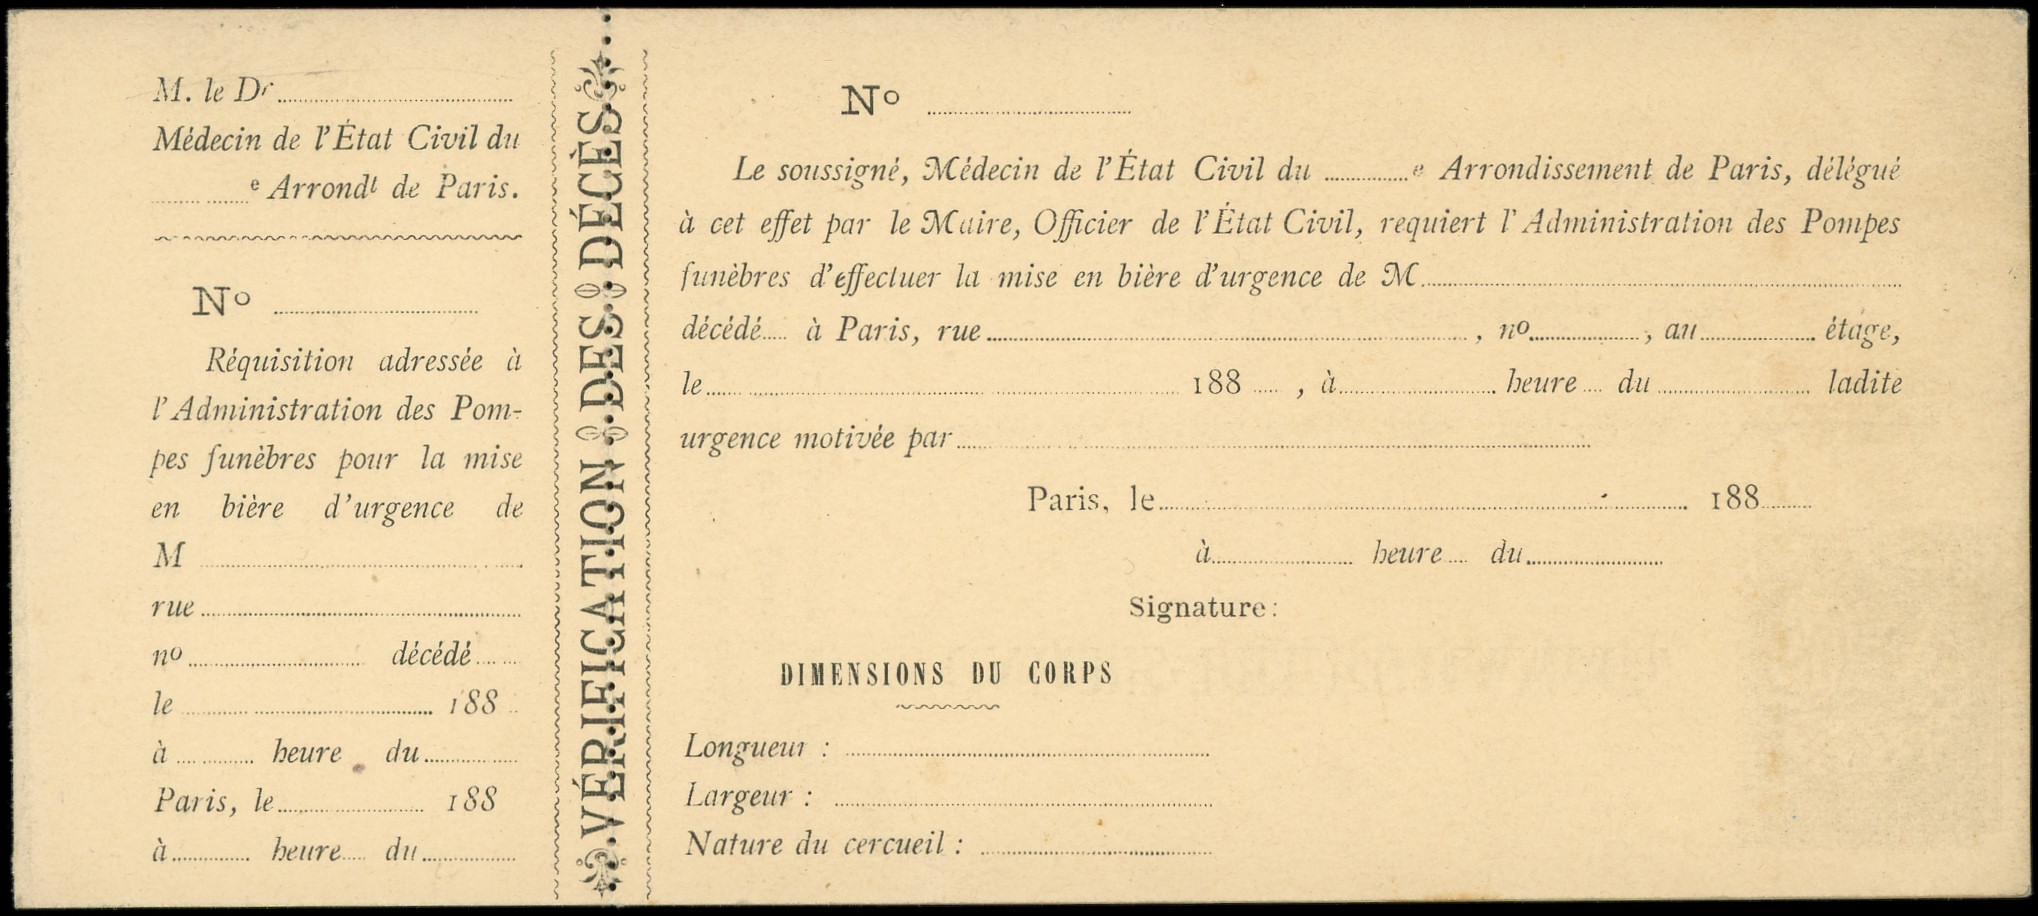 M. le Dr
Médecin de l'État Civil du
e Arrondt de Paris.
No
Réquisition adressée à
l'Administration des Pom-
pes funèbres pour la mise
en bière d'urgence de
M
rue
no décédé
le 188
à heure du
Paris, le 188
à heure du
VÉRIFICATION DES DÉCÈS
No
Le soussigné, Médecin de l'État Civil du e Arrondissement de Paris, délégué
à cet effet par le Maire, Officier de l'État Civil, requiert l'Administration des Pompes
funèbres d'effectuer la mise en bière d'urgence de M
décédé à Paris, rue , no , au étage,
le 188 , à heure du ladite
urgence motivée par
Paris, le 188
à heure du
Signature:
DIMENSIONS DU CORPS
Longueur :
Largeur :
Nature du cercueil :